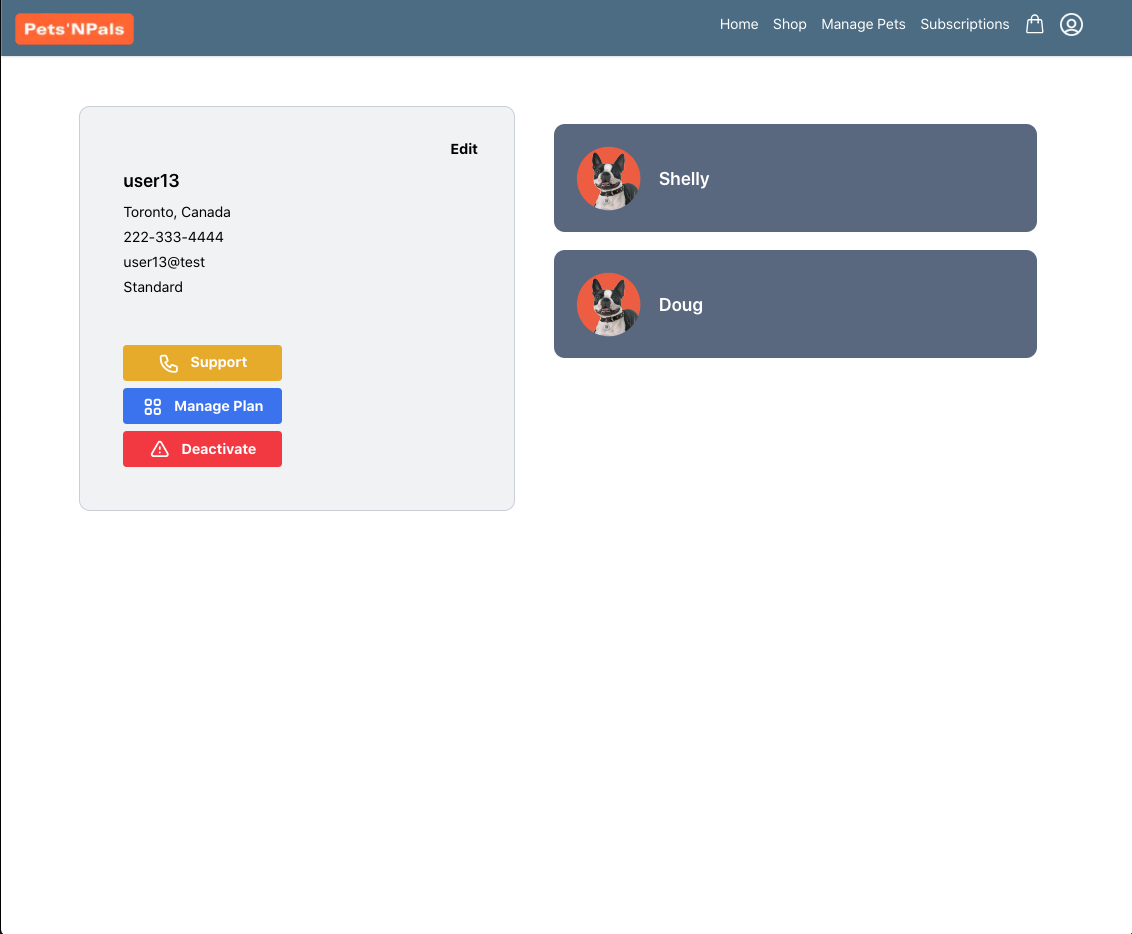 Pets'NPals
Home Shop Manage Pets Subscriptions
Edit
user13
Toronto, Canada
222-333-4444
user13@test
Standard
Support
Manage Plan
Deactivate
Shelly
Doug